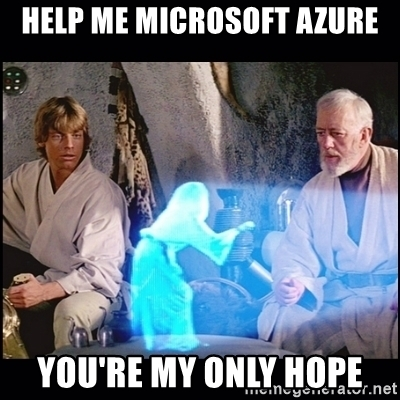 HELP ME MICROSOFT AZURE
YOU'RE MY ONLY HOPE
memegenerator.net